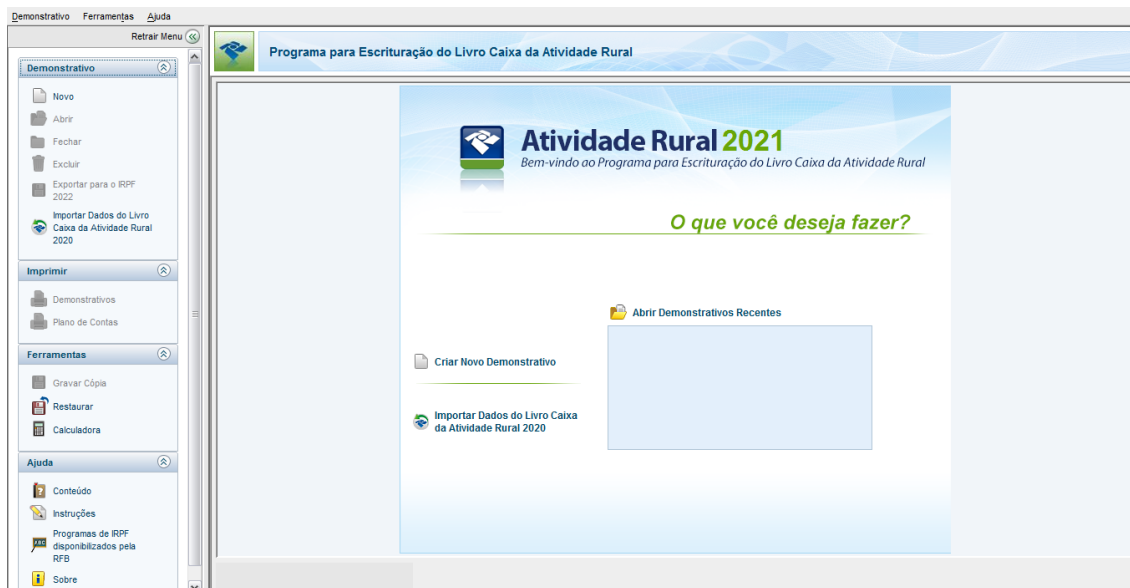 Demonstrativo Ferramentas Ajuda
Retrair Menu
Demonstrativo
Novo
Abrir
Fechar
Excluir
Exportar para o IRPF
2022
Importar Dados do Livro
Caixa da Atividade Rural
2020
Imprimir
Demonstrativos
Plano de Contas
Ferramentas
Gravar Cópia
Restaurar
Calculadora
Ajuda
Conteúdo
Instruções
Programas de IRPF
disponibilizados pela
RFB
Sobre
Programa para Escrituração do Livro Caixa da Atividade Rural
Atividade Rural 2021
Bem-vindo ao Programa para Escrituração do Livro Caixa da Atividade Rural
O que você deseja fazer?
Abrir Demonstrativos Recentes
Criar Novo Demonstrativo
Importar Dados do Livro Caixa
da Atividade Rural 2020